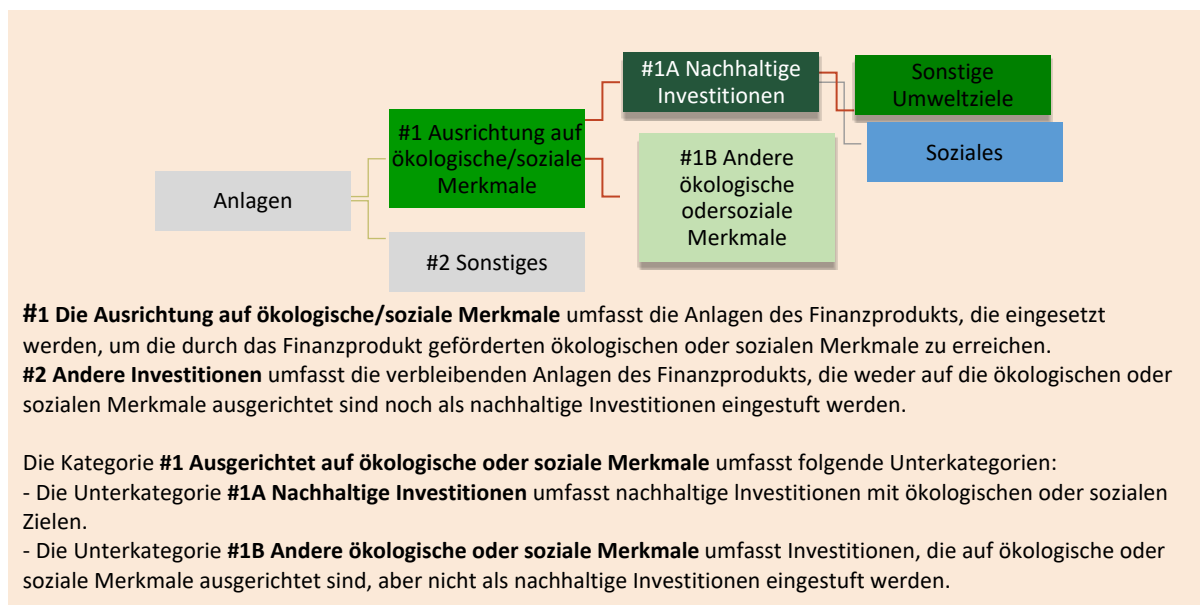 #1A Nachhaltige
Investitionen
Sonstige
Umweltziele
#1 Ausrichtung auf
ökologische/soziale
Merkmale
Soziales
#1B Andere
ökologische
odersoziale
Merkmale
Anlagen
#2 Sonstiges
#1 Die Ausrichtung auf ökologische/soziale Merkmale umfasst die Anlagen des Finanzprodukts, die eingesetzt
werden, um die durch das Finanzprodukt geförderten ökologischen oder sozialen Merkmale zu erreichen.
#2 Andere Investitionen umfasst die verbleibenden Anlagen des Finanzprodukts, die weder auf die ökologischen oder
sozialen Merkmale ausgerichtet sind noch als nachhaltige Investitionen eingestuft werden.
Die Kategorie #1 Ausgerichtet auf ökologische oder soziale Merkmale umfasst folgende Unterkategorien:
- Die Unterkategorie #1A Nachhaltige Investitionen umfasst nachhaltige lnvestitionen mit ökologischen oder sozialen
Zielen.
- Die Unterkategorie #1B Andere ökologische oder soziale Merkmale umfasst Investitionen, die auf ökologische oder
soziale Merkmale ausgerichtet sind, aber nicht als nachhaltige Investitionen eingestuft werden.